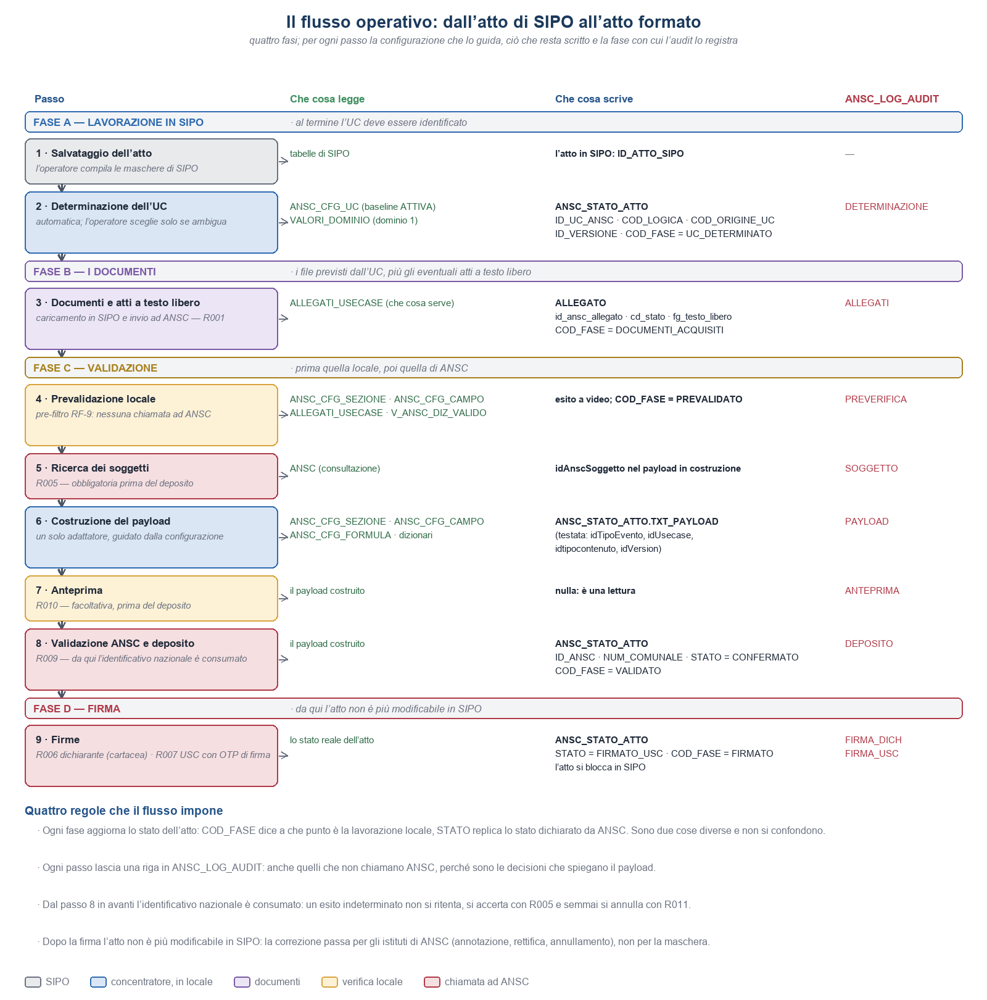 Il flusso operativo: dall’atto di SIPO all’atto formato
quattro fasi; per ogni passo la configurazione che lo guida, ciò che resta scritto e la fase con cui l’audit lo registra
Passo
Che cosa legge
Che cosa scrive
ANSC_LOG_AUDIT
FASE A — LAVORAZIONE IN SIPO
· al termine l’UC deve essere identificato
1 · Salvataggio dell’atto
l’operatore compila le maschere di SIPO
tabelle di SIPO
l’atto in SIPO: ID_ATTO_SIPO
—
2 · Determinazione dell’UC
automatica; l’operatore sceglie solo se ambigua
ANSC_CFG_UC (baseline ATTIVA)
VALORI_DOMINIO (dominio 1)
ANSC_STATO_ATTO
ID_UC_ANSC · COD_LOGICA · COD_ORIGINE_UC
ID_VERSIONE · COD_FASE = UC_DETERMINATO
DETERMINAZIONE
FASE B — I DOCUMENTI
· i file previsti dall’UC, più gli eventuali atti a testo libero
3 · Documenti e atti a testo libero
caricamento in SIPO e invio ad ANSC — R001
ALLEGATI_USECASE (che cosa serve)
ALLEGATO
id_ansc_allegato · cd_stato · fg_testo_libero
COD_FASE = DOCUMENTI_ACQUISITI
ALLEGATI
FASE C — VALIDAZIONE
· prima quella locale, poi quella di ANSC
4 · Prevalidazione locale
pre-filtro RF-9: nessuna chiamata ad ANSC
ANSC_CFG_SEZIONE · ANSC_CFG_CAMPO
ALLEGATI_USECASE · V_ANSC_DIZ_VALIDO
esito a video; COD_FASE = PREVALIDATO
PREVERIFICA
5 · Ricerca dei soggetti
R005 — obbligatoria prima del deposito
ANSC (consultazione)
idAnscSoggetto nel payload in costruzione
SOGGETTO
6 · Costruzione del payload
un solo adattatore, guidato dalla configurazione
ANSC_CFG_SEZIONE · ANSC_CFG_CAMPO
ANSC_CFG_FORMULA · dizionari
ANSC_STATO_ATTO.TXT_PAYLOAD
(testata: idTipoEvento, idUsecase,
idtipocontenuto, idVersion)
PAYLOAD
7 · Anteprima
R010 — facoltativa, prima del deposito
il payload costruito
nulla: è una lettura
ANTEPRIMA
8 · Validazione ANSC e deposito
R009 — da qui l’identificativo nazionale è consumato
il payload costruito
ANSC_STATO_ATTO
ID_ANSC · NUM_COMUNALE · STATO = CONFERMATO
COD_FASE = VALIDATO
DEPOSITO
FASE D — FIRMA
· da qui l’atto non è più modificabile in SIPO
9 · Firme
R006 dichiarante (cartacea) · R007 USC con OTP di firma
lo stato reale dell’atto
ANSC_STATO_ATTO
STATO = FIRMATO_USC · COD_FASE = FIRMATO
l’atto si blocca in SIPO
FIRMA_DICH
FIRMA_USC
Quattro regole che il flusso impone
· Ogni fase aggiorna lo stato dell’atto: COD_FASE dice a che punto è la lavorazione locale, STATO replica lo stato dichiarato da ANSC. Sono due cose diverse e non si confondono.
· Ogni passo lascia una riga in ANSC_LOG_AUDIT: anche quelli che non chiamano ANSC, perché sono le decisioni che spiegano il payload.
· Dal passo 8 in avanti l’identificativo nazionale è consumato: un esito indeterminato non si ritenta, si accerta con R005 e semmai si annulla con R011.
· Dopo la firma l’atto non è più modificabile in SIPO: la correzione passa per gli istituti di ANSC (annotazione, rettifica, annullamento), non per la maschera.
SIPO
concentratore, in locale
documenti
verifica locale
chiamata ad ANSC